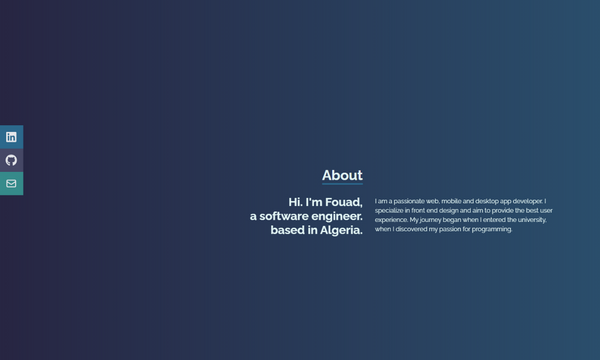 About
Hi. I'm Fouad,
a software engineer.
based in Algeria.
I am a passionate web, mobile and desktop app developer. I
specialize in front end design and aim to provide the best user
experience. My journey began when I entered the university,
when I discovered my passion for programming.